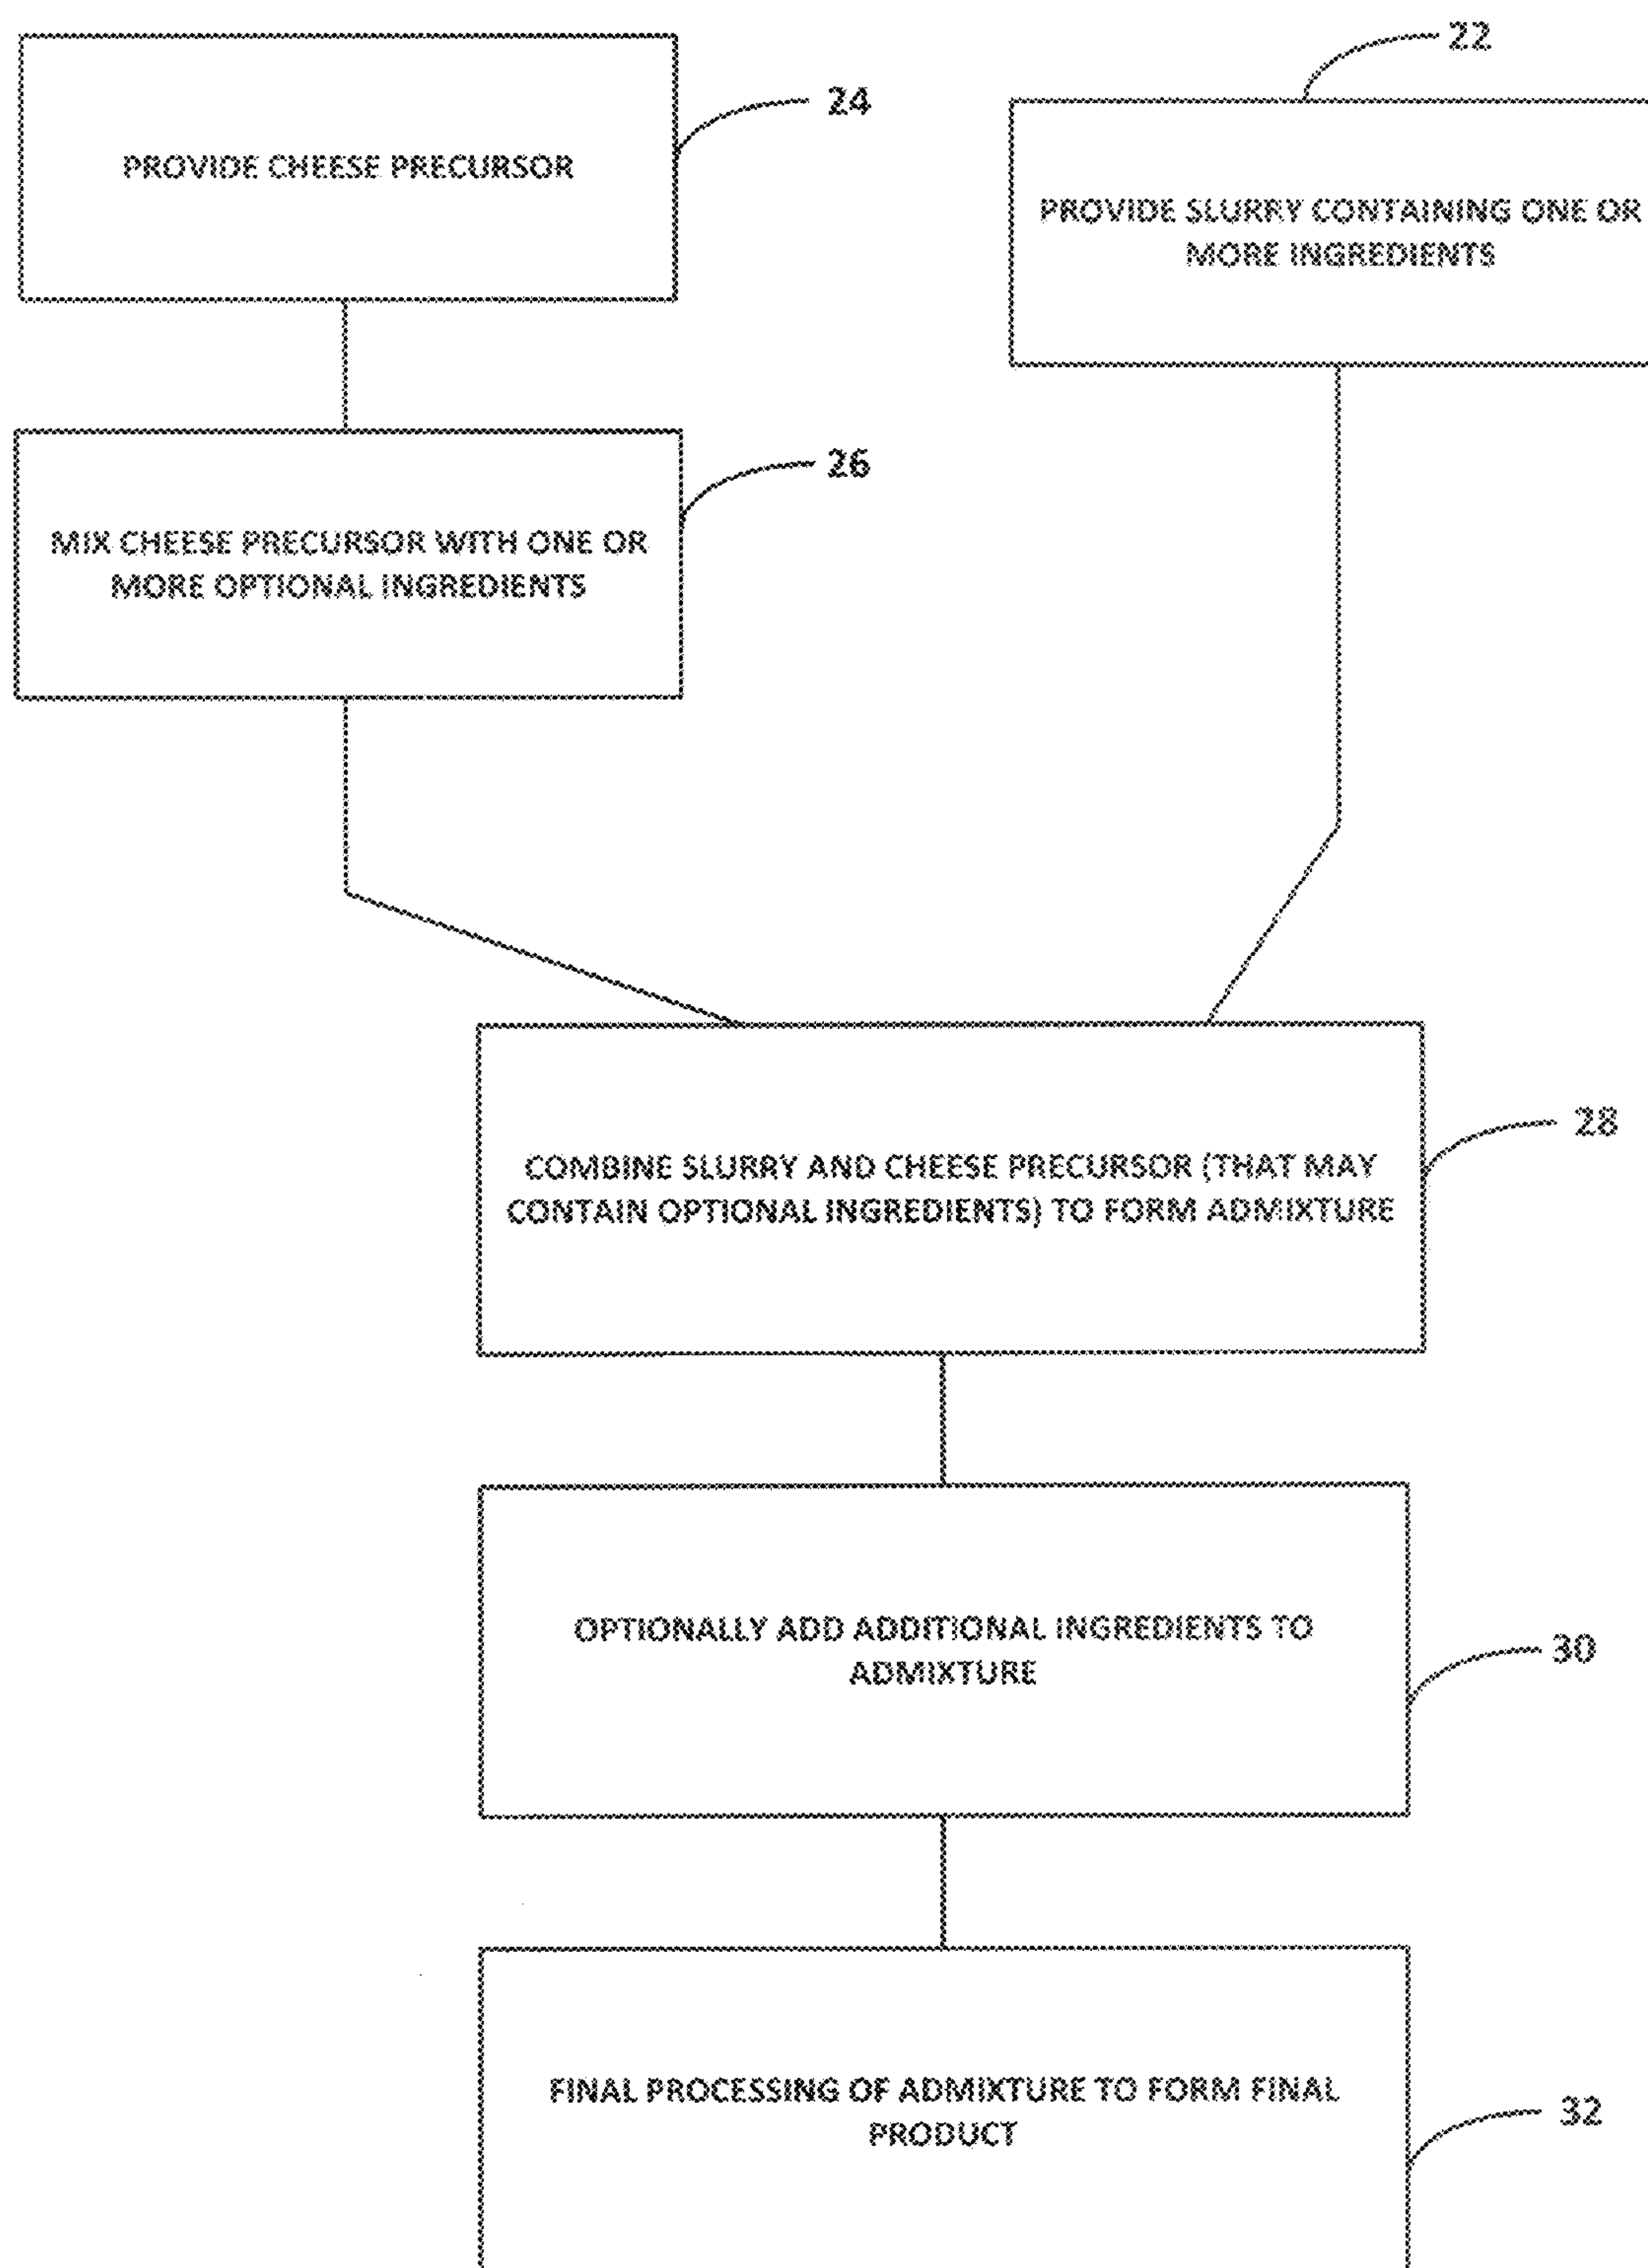 22
24
PROVIDE CHEESE PRECURSOR
PROVIDE SLURRY CONTAINING ONE OR
MORE INGREDIENTS
26
MIX CHEESE PRECURSOR WITH ONE OR
MORE OPTIONAL INGREDIENTS
28
COMBINE SLURRY AND CHEESE PRECURSOR (THAT MAY
CONTAIN OPTIONAL INGREDIENTS) TO FORM ADMIXTURE
30
OPTIONALLY ADD ADDITIONAL INGREDIENTS TO
ADMIXTURE
32
FINAL PROCESSING OF ADMIXTURE TO FORM FINAL
PRODUCT